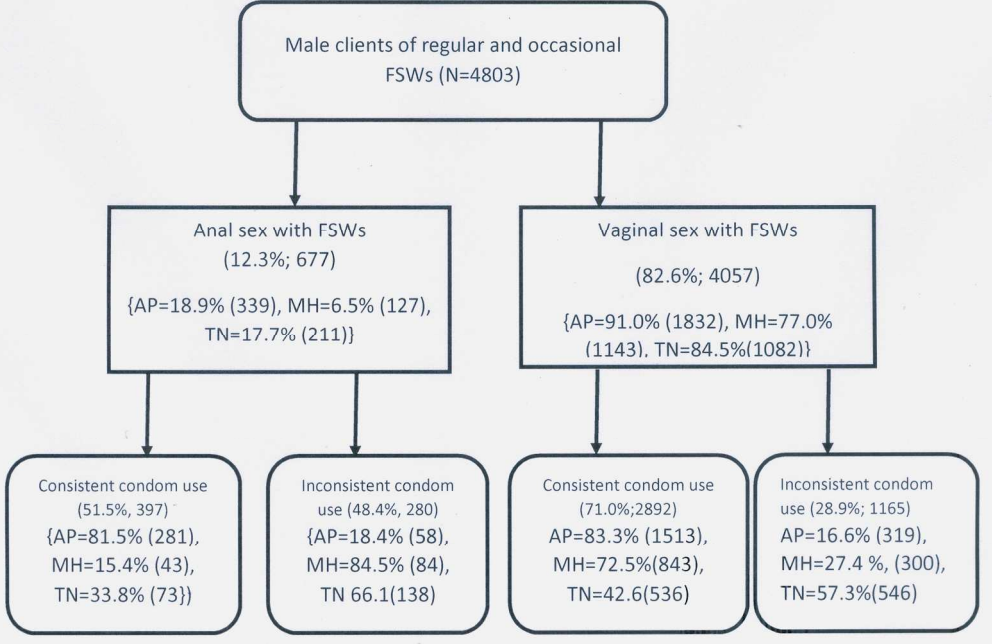 Male clients of regular and occasional
FSWs (N=4803)
Anal sex with FSWs
(12.3%; 677)
{AP=18.9% (339), MH=6.5% (127),
TN=17.7% (211)}
Vaginal sex with FSWs
(82.6%; 4057)
{AP=91.0% (1832), MH=77.0%
(1143), TN=84.5%(1082)}
Consistent condom use
(51.5%, 397)
{AP=81.5% (281),
MH=15.4% (43),
TN=33.8% (73})
Inconsistent condom
use (48.4%, 280)
{AP=18.4% (58),
MH=84.5% (84),
TN 66.1(138)
Consistent condom use
(71.0%;2892)
AP=83.3% (1513),
MH=72.5%(843),
TN=42.6(536)
Inconsistent condom
use (28.9%; 1165)
AP=16.6% (319),
MH=27.4 %, (300),
TN=57.3%(546)